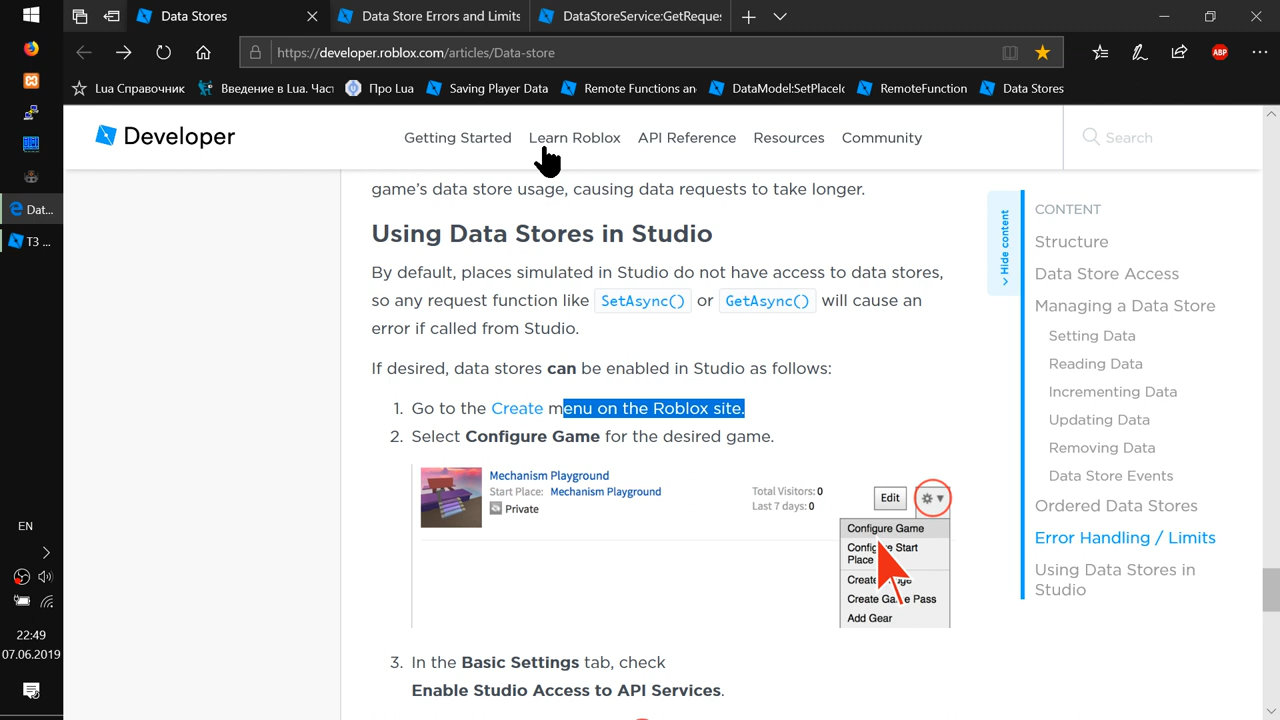 Data Stores
Data Store Errors and Limits
DataStoreService:GetReques
https://developer.roblox.com/articles/Data-store
ABP
Lua Справочник
Введение в Lua. Час
Про Lua
Saving Player Data
Remote Functions an
DataModel:SetPlaceIc
RemoteFunction
Data Stores
Developer
Getting Started
Learn Roblox
API Reference
Resources
Community
Search
game's data store usage, causing data requests to take longer.
Using Data Stores in Studio
By default, places simulated in Studio do not have access to data stores,
so any request function like SetAsync() or GetAsync() will cause an
error if called from Studio.
If desired, data stores can be enabled in Studio as follows:
1. Go to the Create menu on the Roblox site.
2. Select Configure Game for the desired game.
Mechanism Playground
Start Place: Mechanism Playground
Private
Total Visitors: 0
Last 7 days: 0
Edit
Configure Game
Start
Place
Create
Create Game Pass
Add Gear
3. In the Basic Settings tab, check
Enable Studio Access to API Services.
Hide content
CONTENT
Structure
Data Store Access
Managing a Data Store
Setting Data
Reading Data
Incrementing Data
Updating Data
Removing Data
Data Store Events
Ordered Data Stores
Error Handling / Limits
Using Data Stores in
Studio
Dat...
T3 ...
EN
22:49
07.06.2019